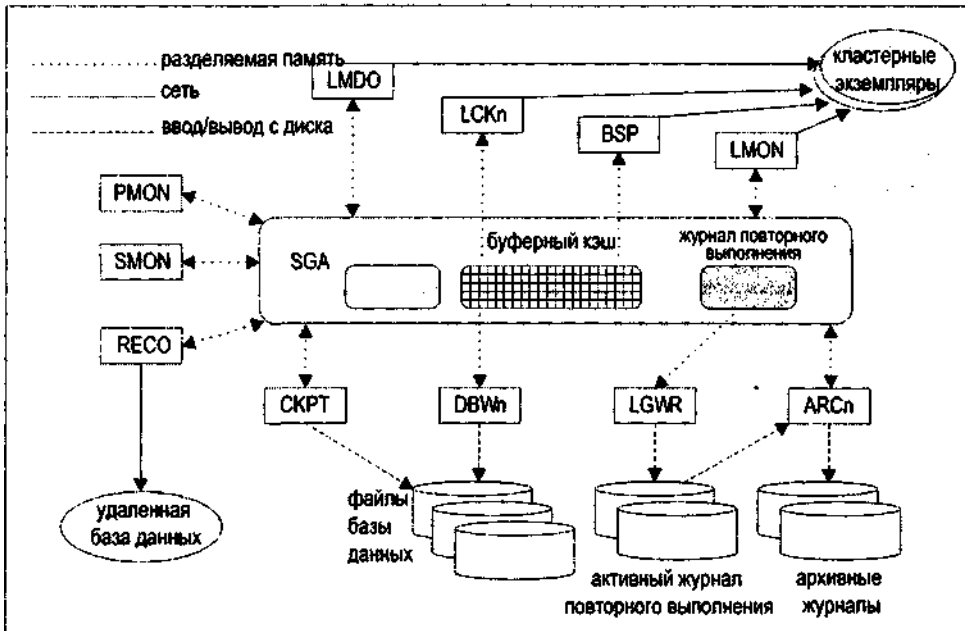 разделяемая память
сеть
ввод/вывод с диска
LMDO
LCKn
BSP
LMON
кластерные
экземпляры
PMON
SMON
RECO
SGA
буферный кэш
журнал повторного
выполнения
CKPT
DBWn
LGWR
ARCn
удаленная
база данных
файлы
базы
данных
активный журнал
повторного выполнения
архивные
журналы